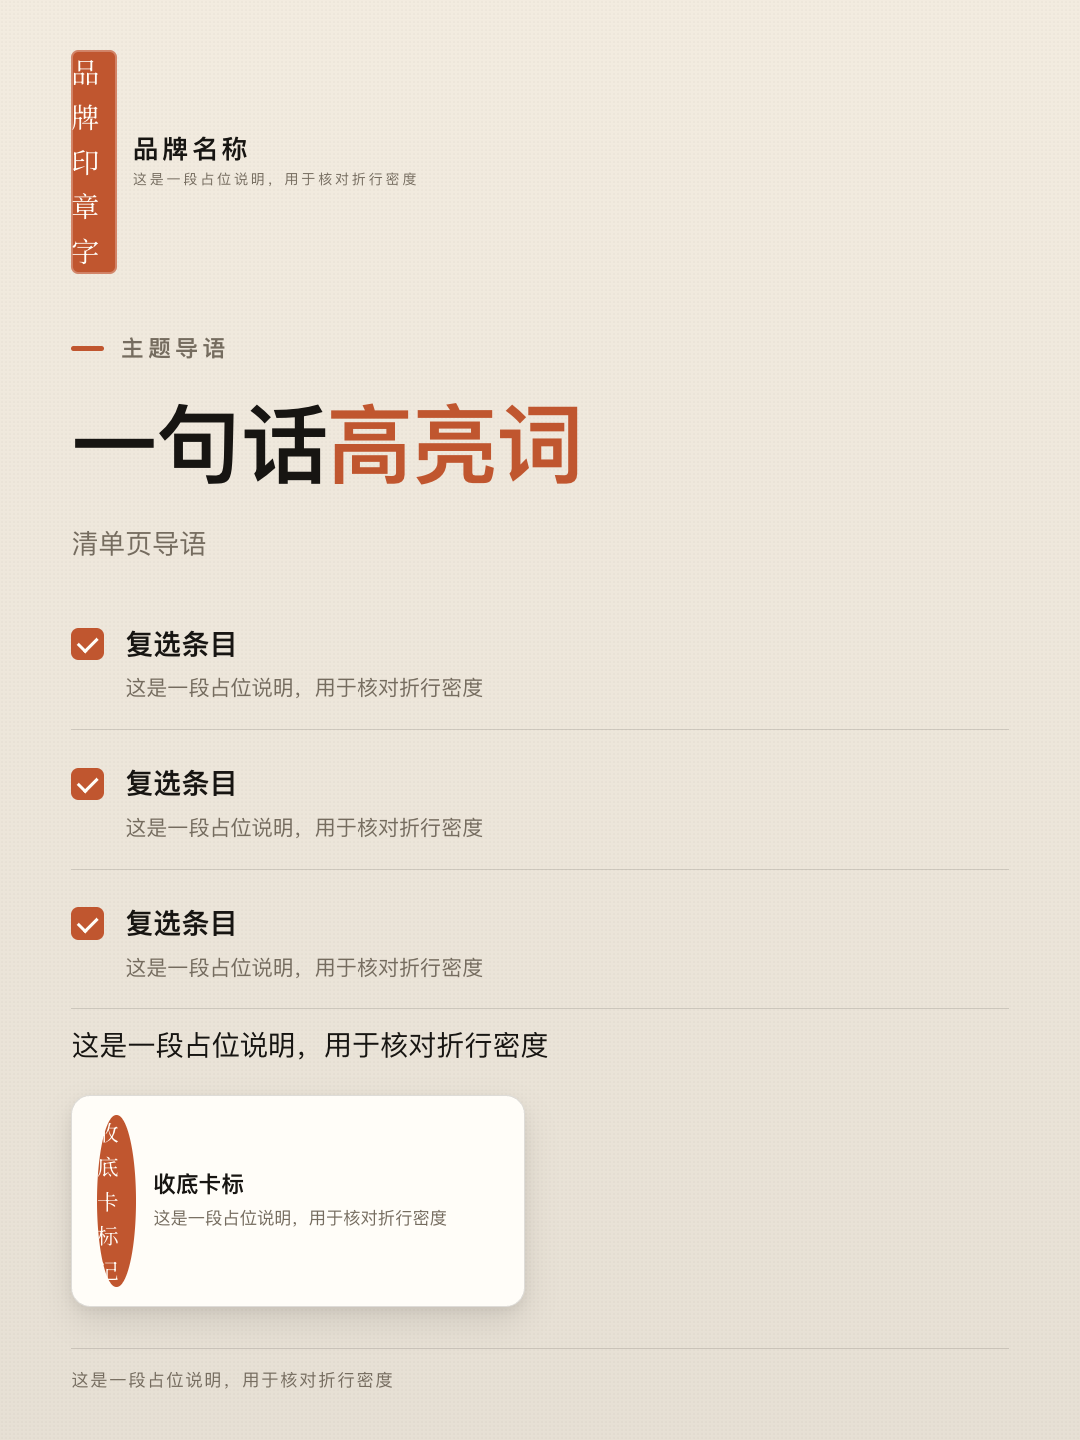 品
牌
印
章
字
品牌名称
这是一段占位说明，用于核对折行密度
主题导语
一句话高亮词
清单页导语
复选条目
这是一段占位说明，用于核对折行密度
复选条目
这是一段占位说明，用于核对折行密度
复选条目
这是一段占位说明，用于核对折行密度
这是一段占位说明，用于核对折行密度
收
底
卡
标
记
收底卡标
这是一段占位说明，用于核对折行密度
这是一段占位说明，用于核对折行密度